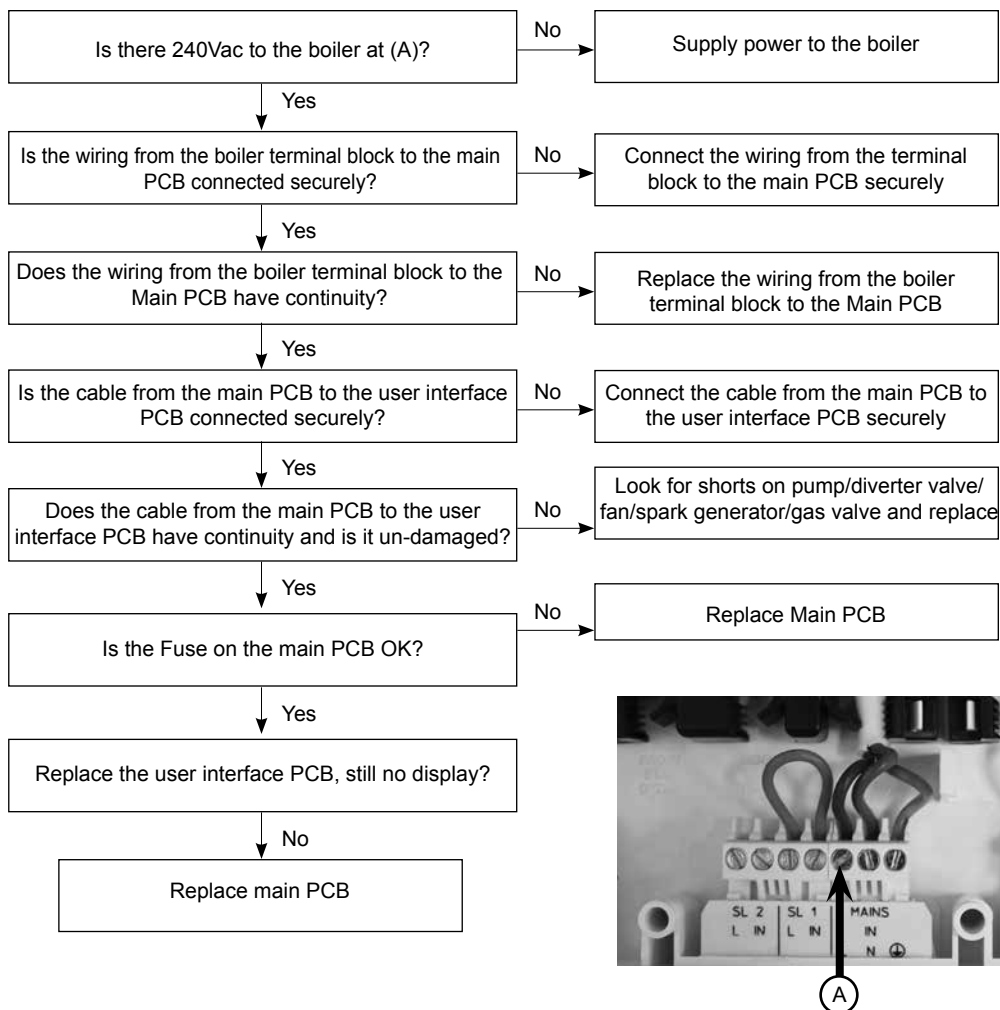 Is there 240Vac to the boiler at (A)?
No
Supply power to the boiler
Yes
Is the wiring from the boiler terminal block to the main
PCB connected securely?
No
Connect the wiring from the terminal
block to the main PCB securely
Yes
Does the wiring from the boiler terminal block to the
Main PCB have continuity?
No
Replace the wiring from the boiler
terminal block to the Main PCB
Yes
Is the cable from the main PCB to the user interface
PCB connected securely?
No
Connect the cable from the main PCB to
the user interface PCB securely
Yes
Does the cable from the main PCB to the user
interface PCB have continuity and is it un-damaged?
No
Look for shorts on pump/diverter valve/
fan/spark generator/gas valve and replace
Yes
Is the Fuse on the main PCB OK?
No
Replace Main PCB
Yes
Replace the user interface PCB, still no display?
No
Replace main PCB
SL 2 SL 1 MAINS
L IN L IN IN
N
A